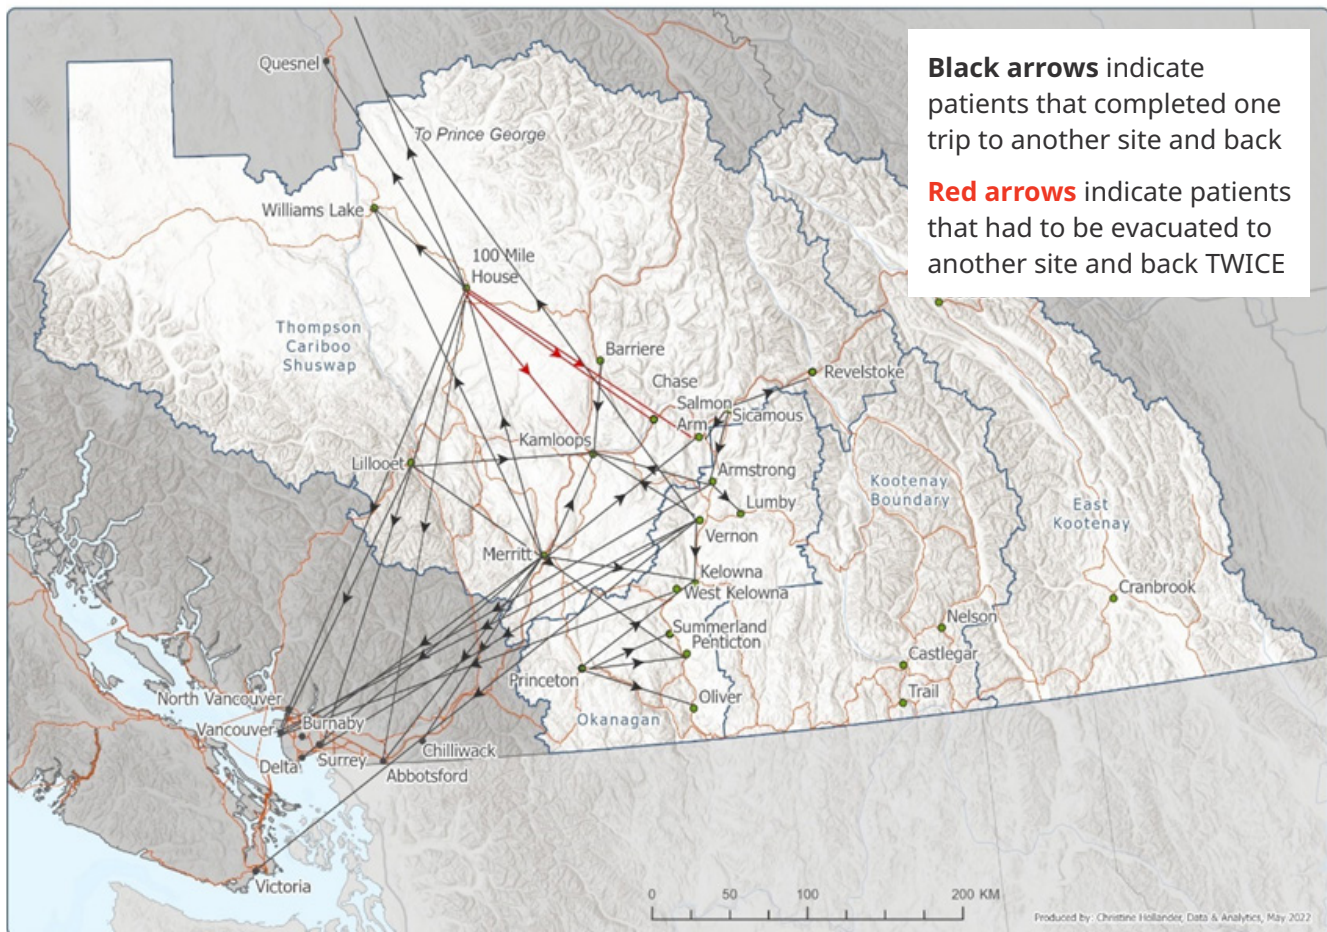 Black arrows indicate
patients that completed one
trip to another site and back
Red arrows indicate patients
that had to be evacuated to
another site and back TWICE
Quesnel
To Prince George
Williams Lake
100 Mile
House
Thompson
Cariboo
Shuswap
Barriere
Revelstoke
Chase
Salmon
Arm
Sicamous
Kamloops
Lillooet
Armstrong
Lumby
Kootenay
Boundary
East
Kootenay
Vernon
Merritt
Kelowna
West Kelowna
Cranbrook
Nelson
Summerland
Penticton
Castlegar
Princeton
Oliver
Trail
Okanagan
North Vancouver
Vancouver
Burnaby
Delta
Surrey
Chilliwack
Abbotsford
Victoria
0 50 100 200 KM
Produced by: Christine Hollander, Data & Analytics, May 2022